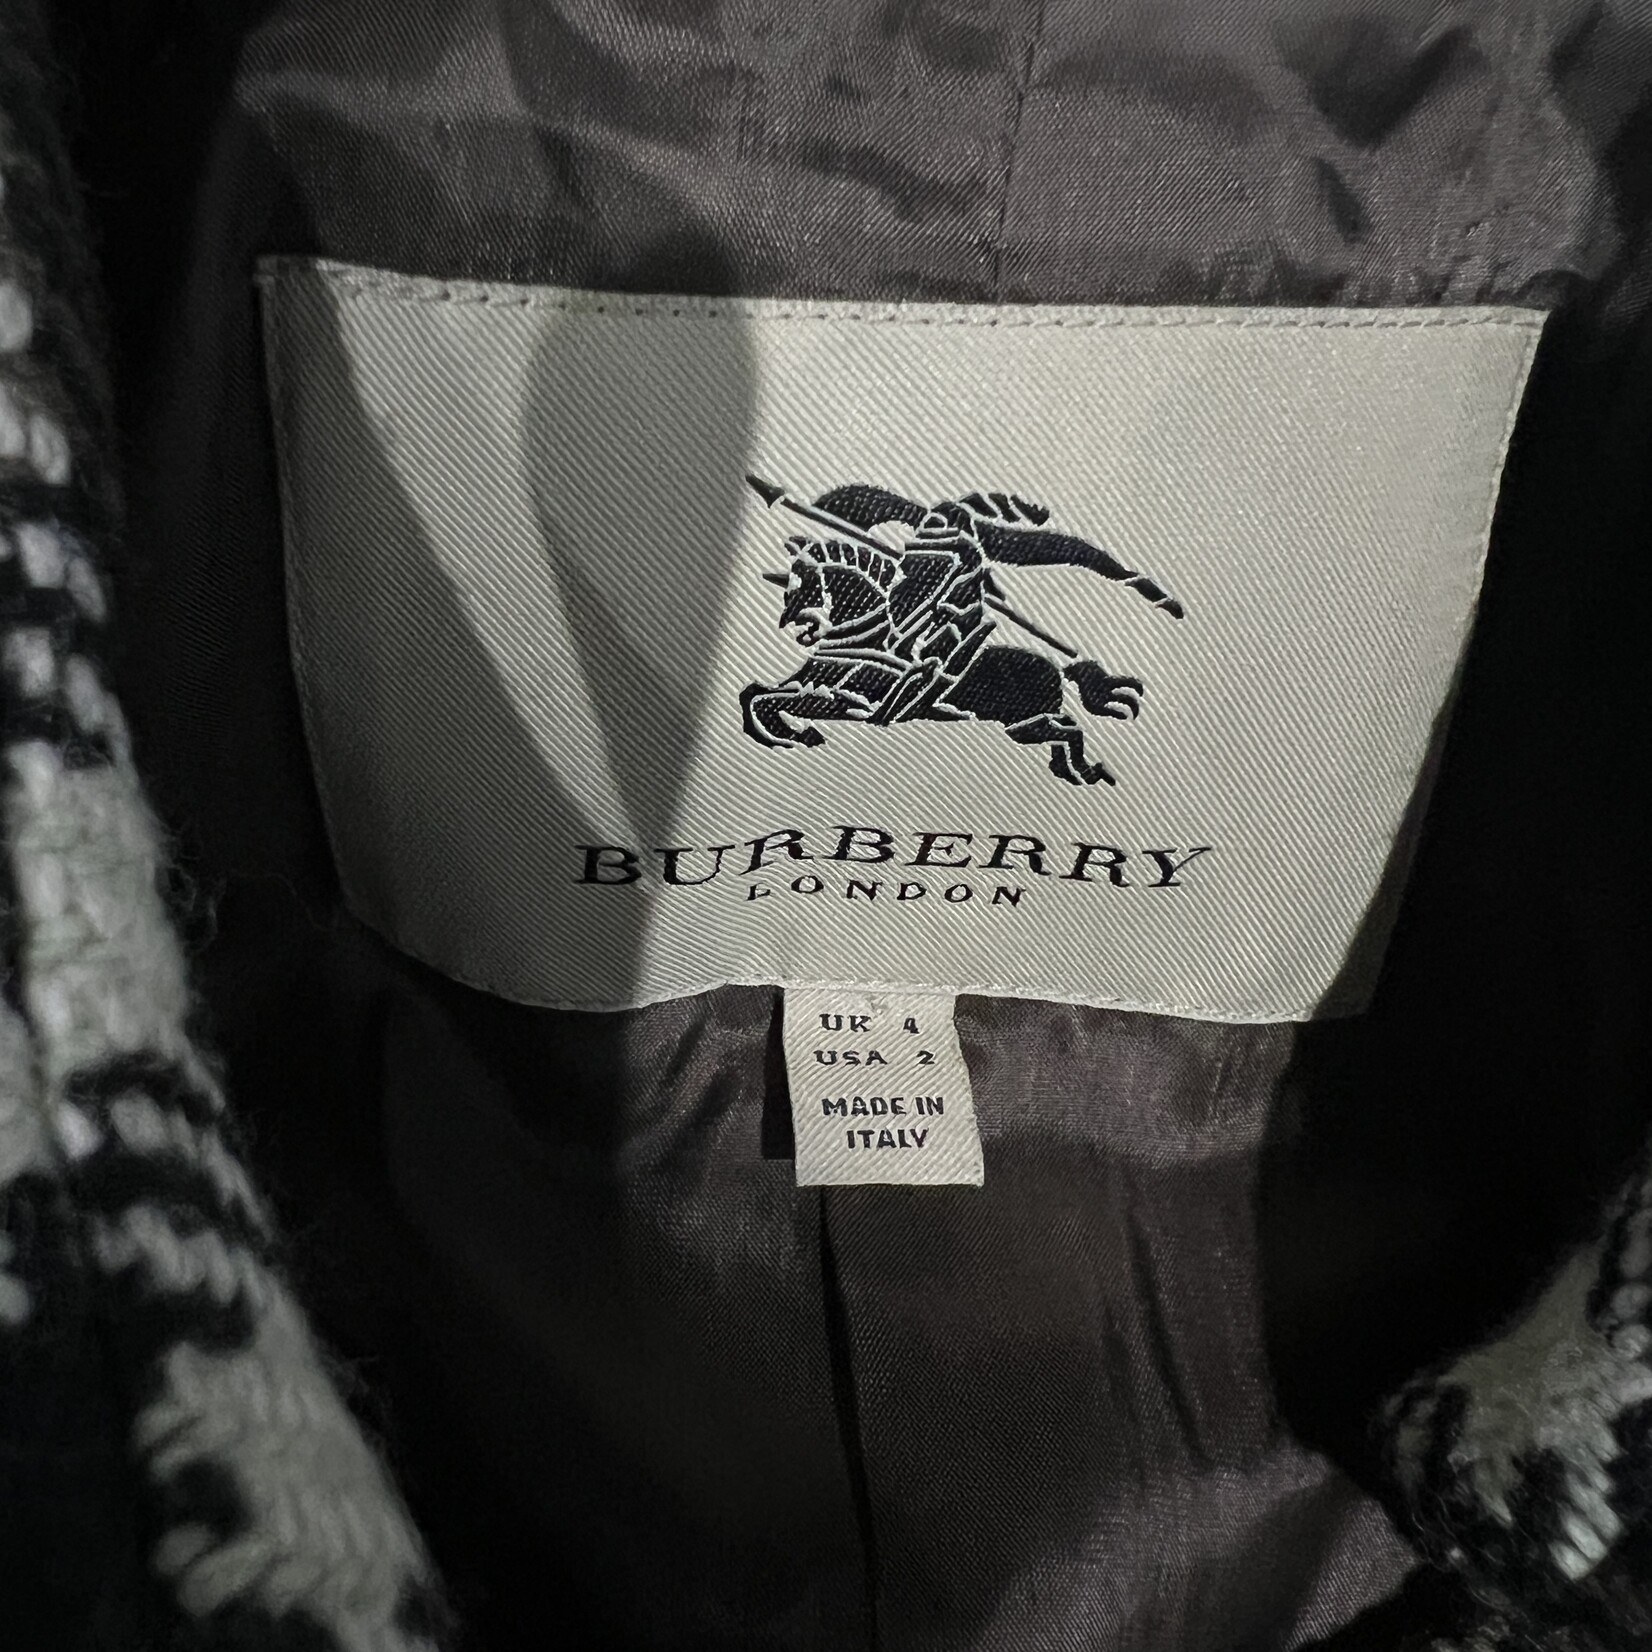 BURBERRY
LONDON
UK 4
USA 2
MADE IN
ITALY